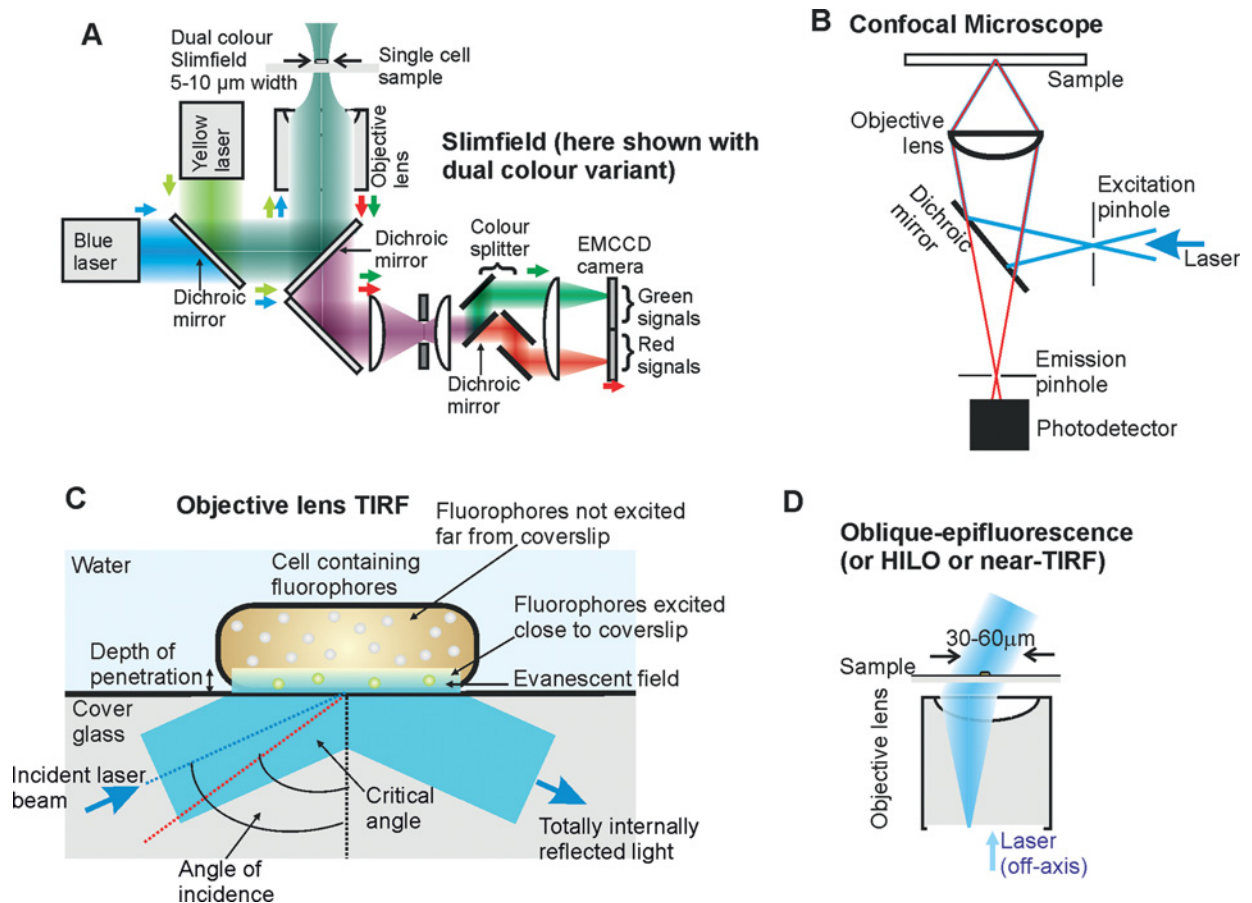 A
Dual colour
Slimfield
5-10 µm width
Single cell
sample
Yellow
laser
Objective
lens
Slimfield (here shown with
dual colour variant)
Blue
laser
Dichroic
mirror
Dichroic
mirror
Colour
splitter
EMCCD
camera
Green
signals
Red
signals
Dichroic
mirror
B
Confocal Microscope
Sample
Objective
lens
Dichroic
mirror
Excitation
pinhole
Laser
Emission
pinhole
Photodetector
C
Objective lens TIRF
Fluorophores not excited
far from coverslip
Water
Cell containing
fluorophores
Fluorophores excited
close to coverslip
Depth of
penetration
Evanescent field
Cover
glass
Incident laser
beam
Critical
angle
Totally internally
reflected light
Angle of
incidence
D
Oblique-epifluorescence
(or HILO or near-TIRF)
30-60µm
Sample
Objective lens
Laser
(off-axis)